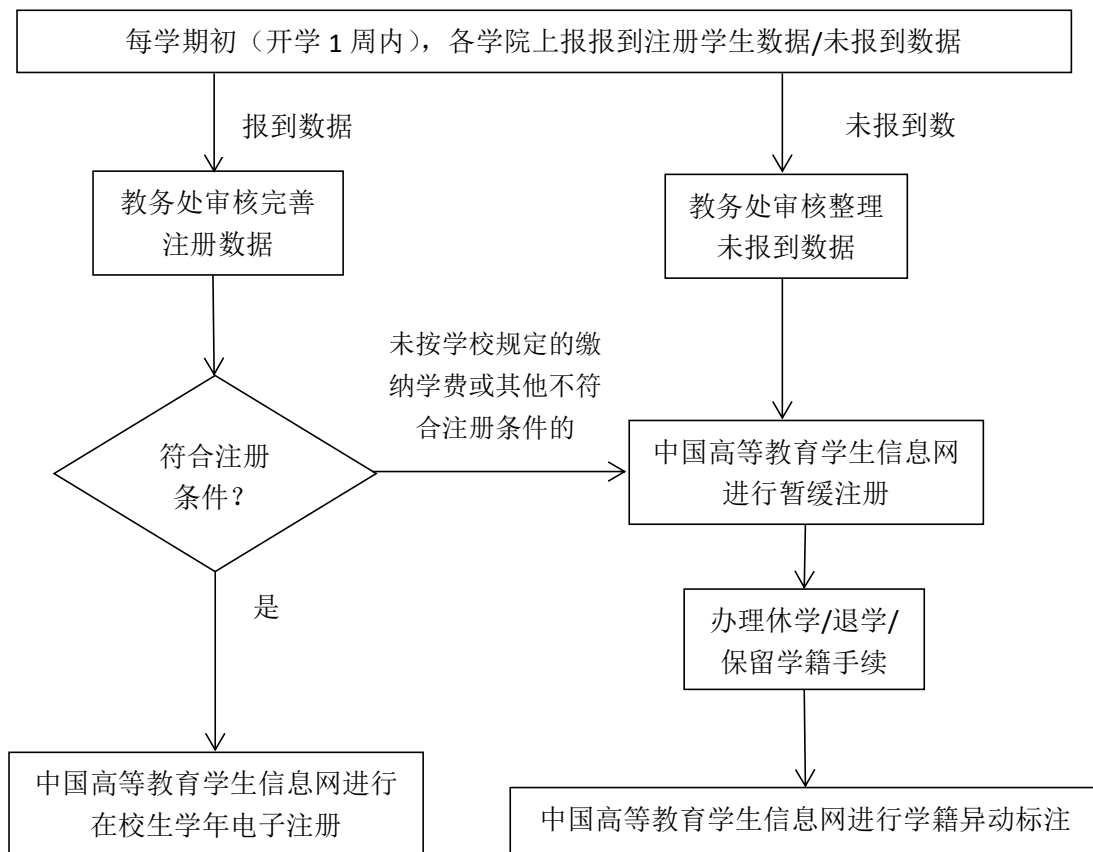 每学期初（开学1周内），各学院上报报到注册学生数据/未报到数据
报到数据
未报到数
教务处审核完善
注册数据
教务处审核整理
未报到数据
未按学校规定的缴
纳学费或其他不符
合注册条件的
符合注册
条件？
中国高等教育学生信息网
进行暂缓注册
是
办理休学/退学/
保留学籍手续
中国高等教育学生信息网进行
在校生学年电子注册
中国高等教育学生信息网进行学籍异动标注